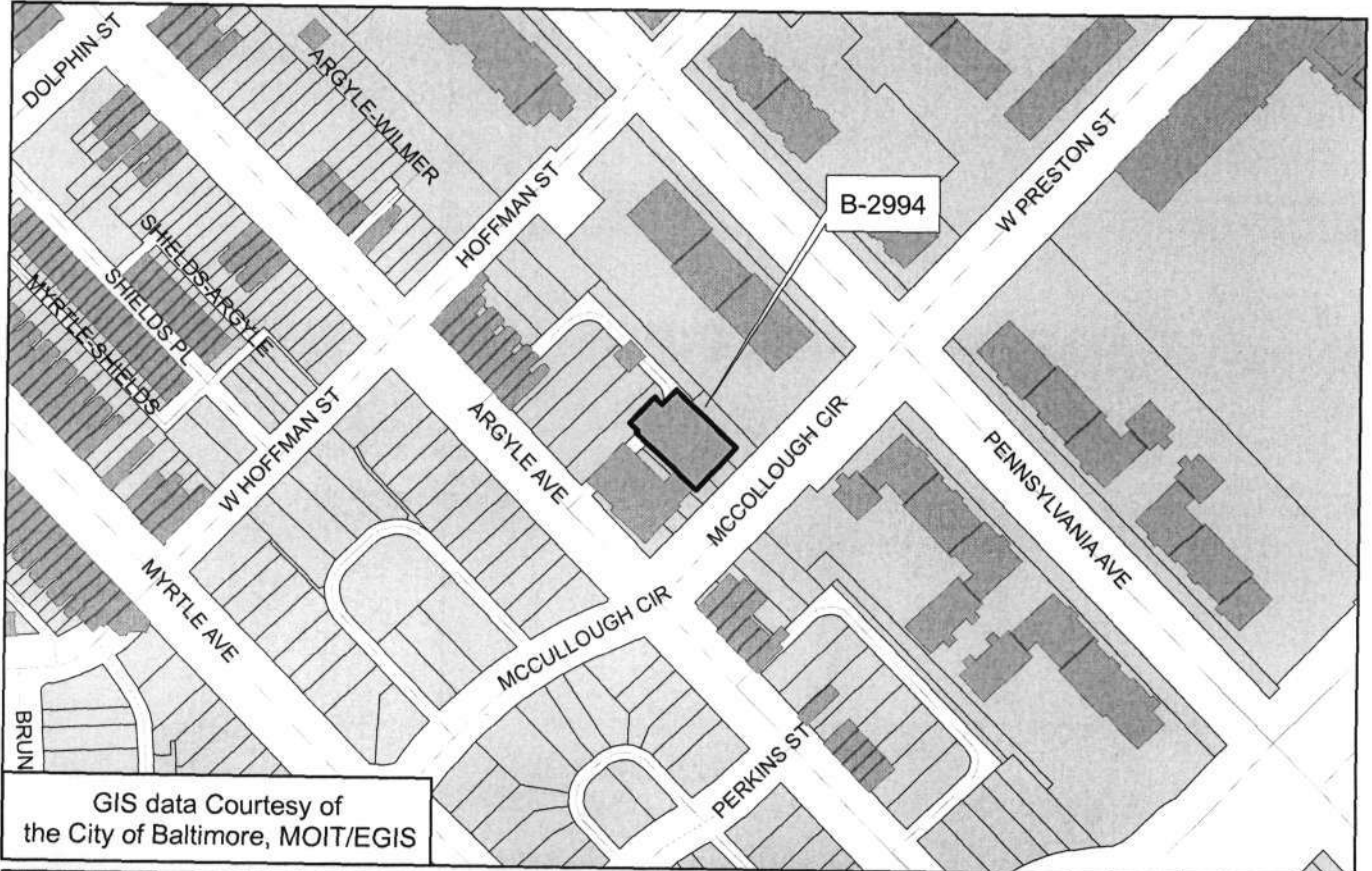 DOLPHIN ST
ARGYLE-WILMER
HOFFMAN ST
B-2994
W PRESTON ST
SHIELDS-ARGYLE
SHIELDS PL
MYRTLE-SHIELDS
W HOFFMAN ST
ARGYLE AVE
MCCOLLOUGH CIR
PENNSYLVANIA AVE
MYRTLE AVE
MCCULLOUGH CIR
PERKINS ST
BRUN
GIS data Courtesy of
the City of Baltimore, MOIT/EGIS